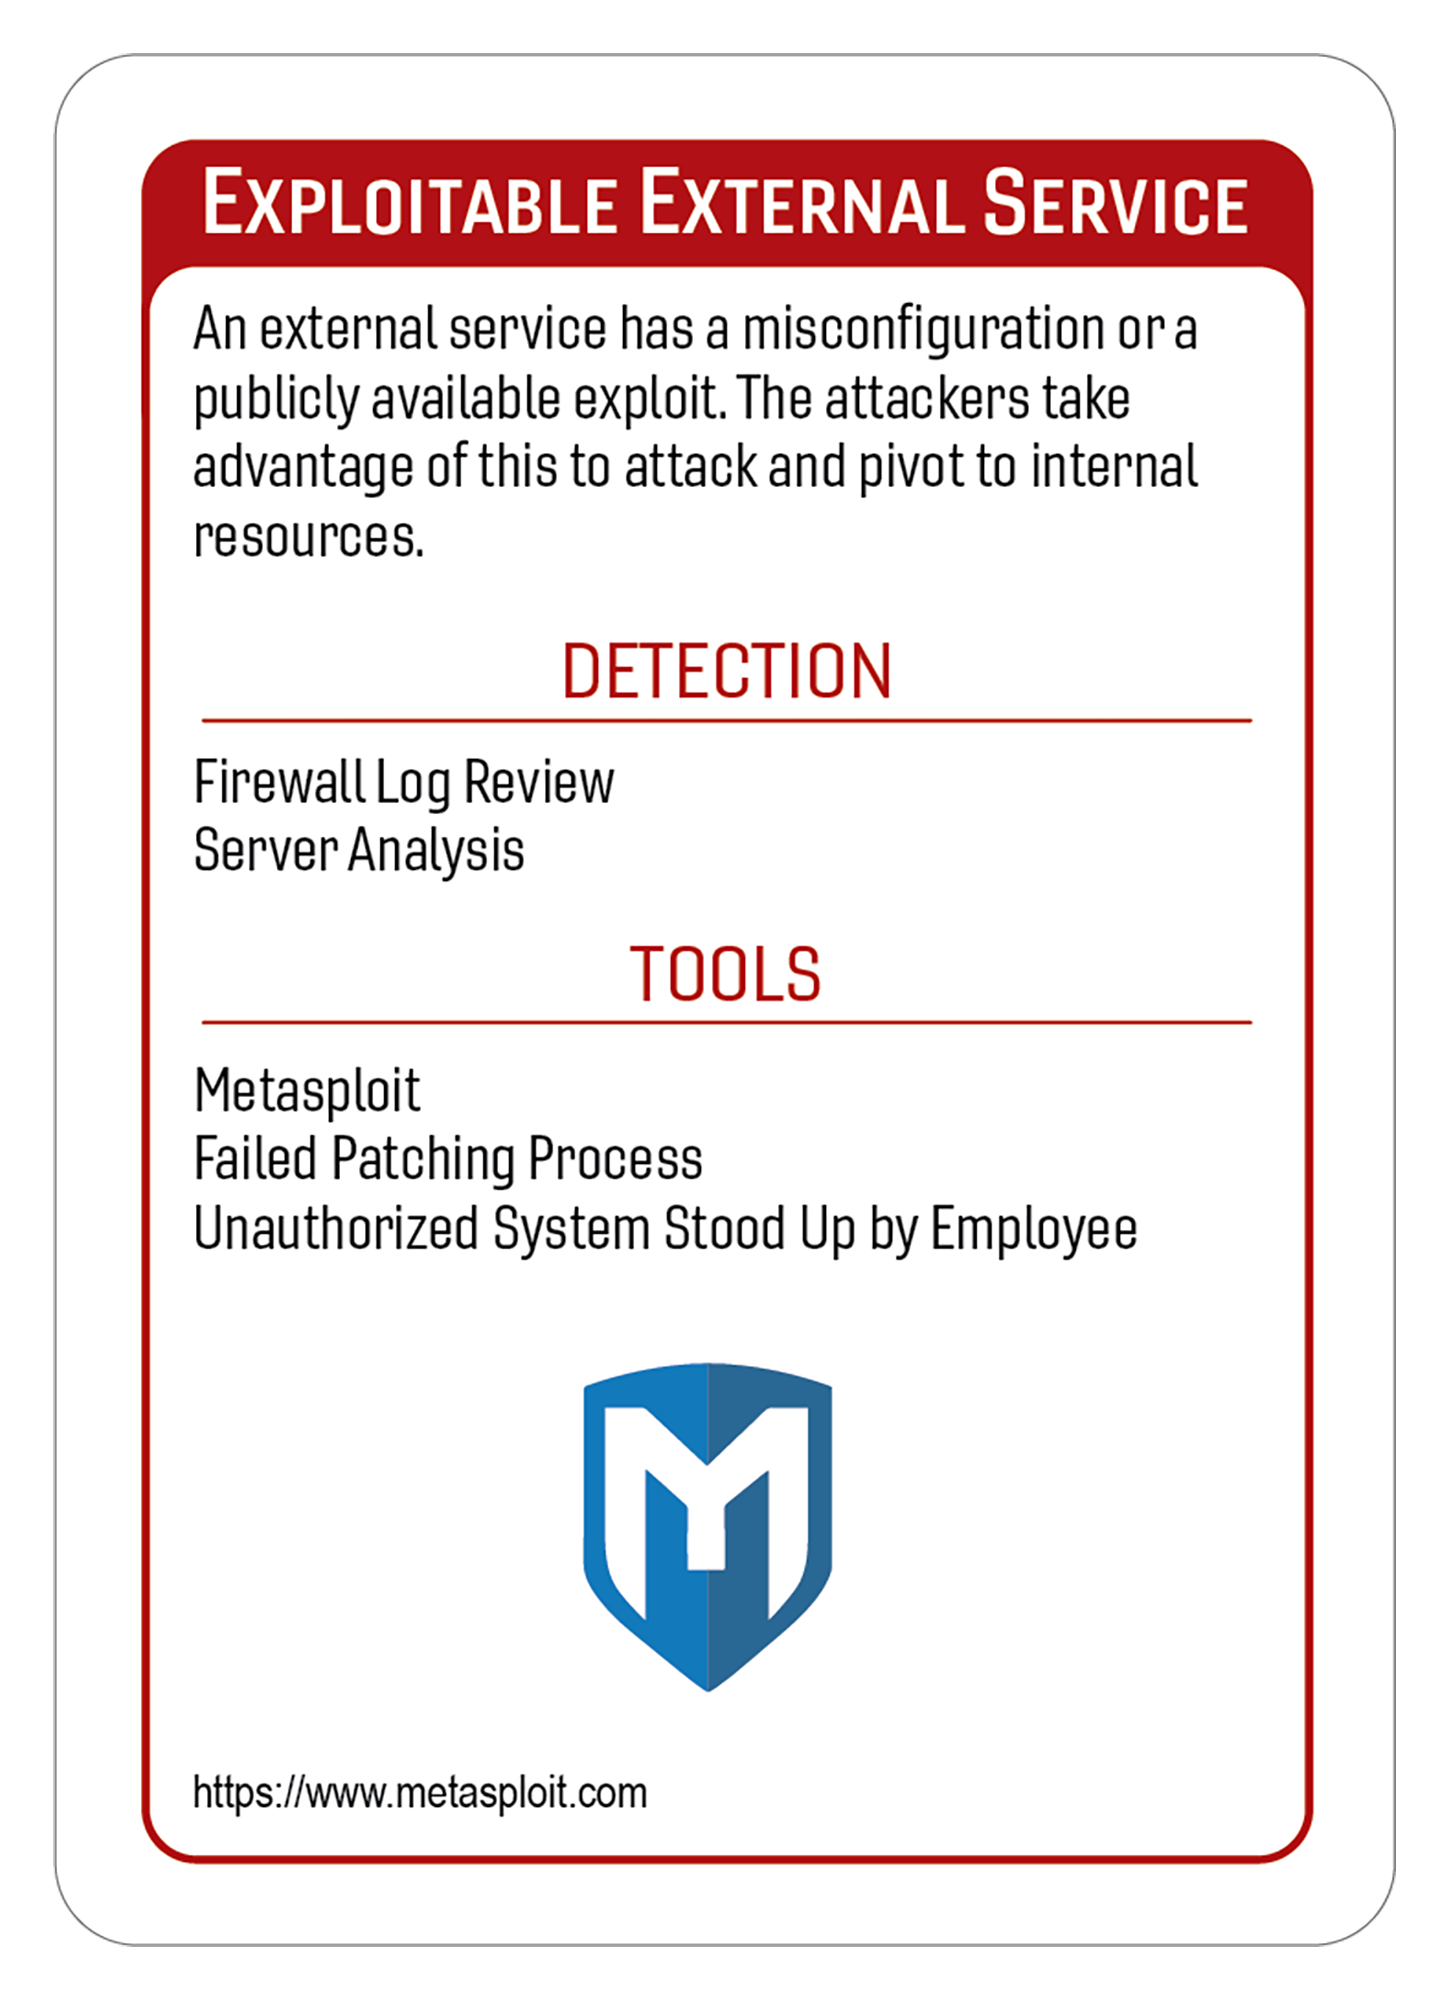 EXPLOITABLE EXTERNAL SERVICE
An external service has a misconfiguration or a
publicly available exploit. The attackers take
advantage of this to attack and pivot to internal
resources.
DETECTION
Firewall Log Review
Server Analysis
TOOLS
Metasploit
Failed Patching Process
Unauthorized System Stood Up by Employee
M
https://www.metasploit.com